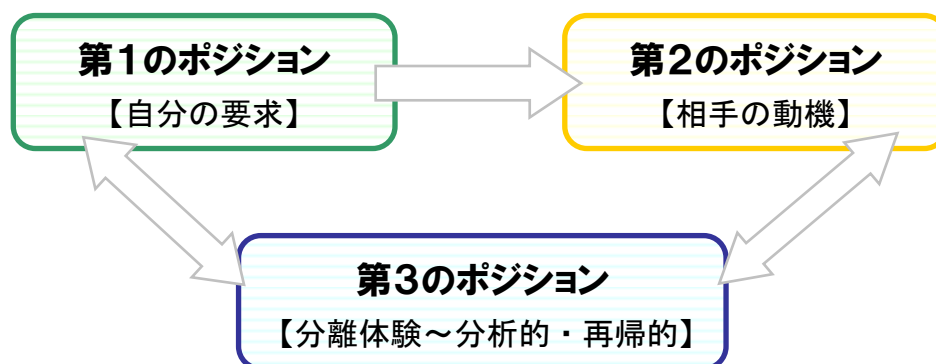 第１のポジション
【自分の要求】
第２のポジション
【相手の動機】
第３のポジション
【分離体験～分析的・再帰的】